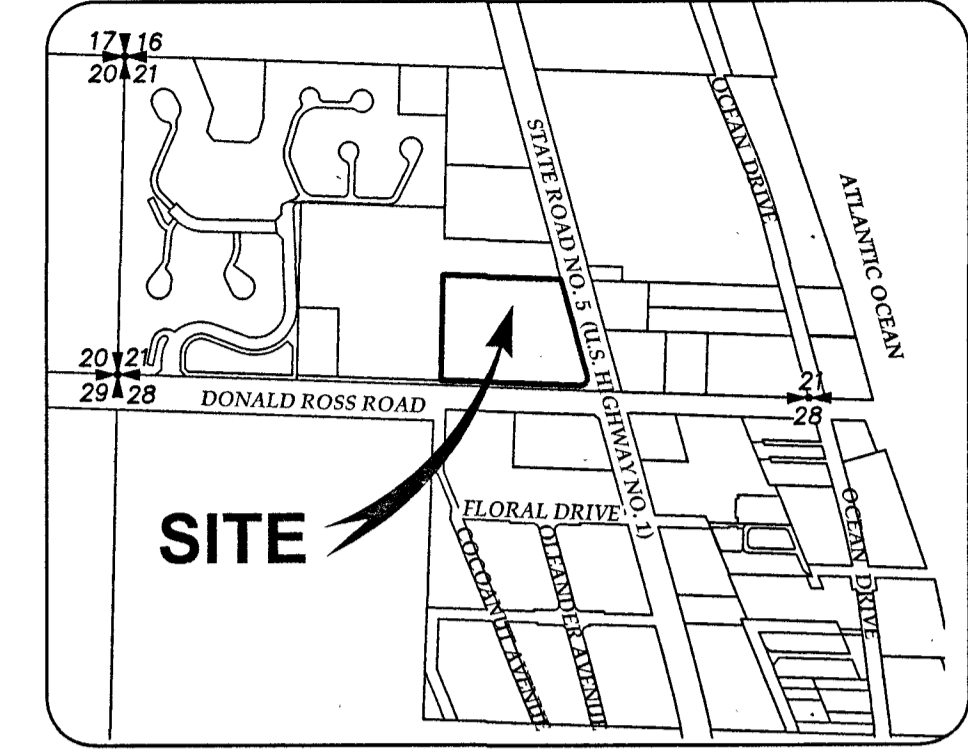 17 16
20 21
OCEAN DRIVE
STATE ROAD NO. 5 (U.S. HIGHWAY NO. 1)
ATLANTIC OCEAN
20 21
29 28
DONALD ROSS ROAD
21
28
SITE
FLORAL DRIVE
COCOANUT AVENUE
OLEANDER AVENUE
OCEAN DRIVE